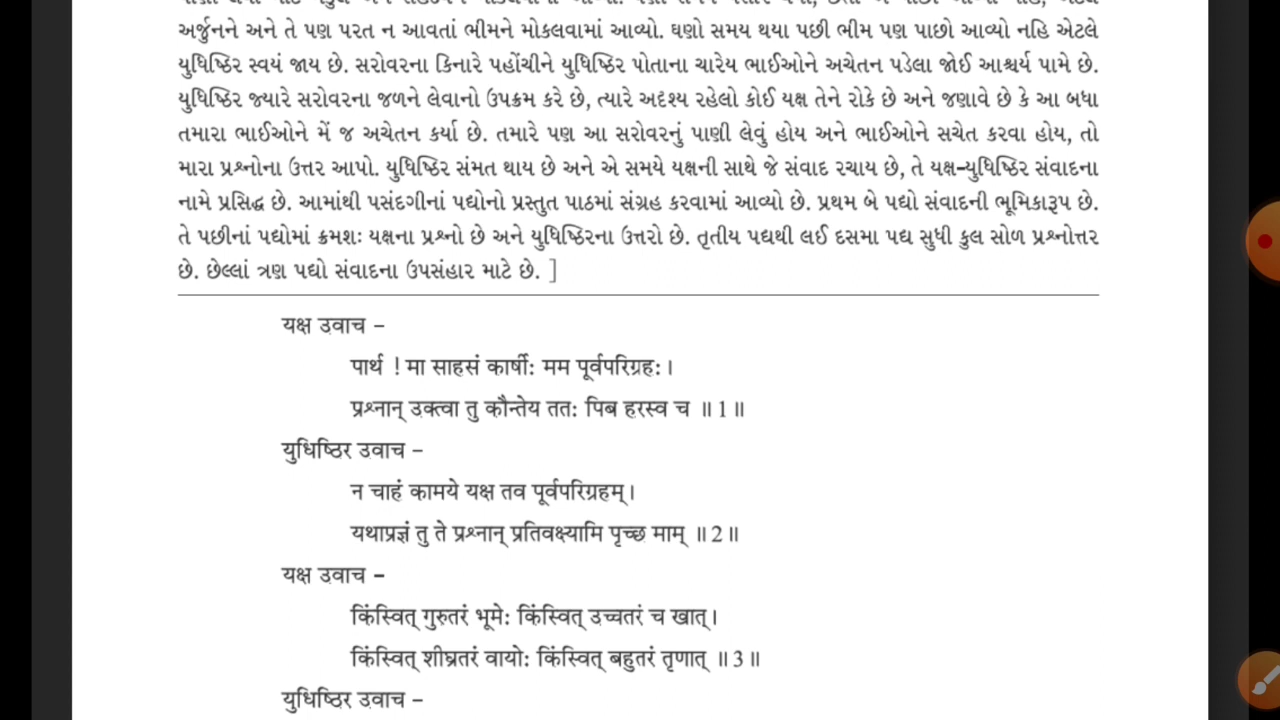 અર્જુનને અને તે પણ પરત ન આવતાં ભીમને મોકલવામાં આવ્યો. ઘણો સમય થયા પછી ભીમ પણ પાછો આવ્યો નહિ એટલે
યુધિષ્ઠિર સ્વયં જાય છે. સરોવરના કિનારે પહોંચીને યુધિષ્ઠિર પોતાના ચારેય ભાઈઓને અચેતન પડેલા જોઈ આશ્ચર્ય પામે છે.
યુધિષ્ઠિર જ્યારે સરોવરના જળને લેવાનો ઉપક્રમ કરે છે, ત્યારે અદૃશ્ય રહેલો કોઈ યક્ષ તેને રોકે છે અને જણાવે છે કે આ બધા
તમારા ભાઈઓને મેં જ અચેતન કર્યા છે. તમારે પણ આ સરોવરનું પાણી લેવું હોય અને ભાઈઓને સચેત કરવા હોય, તો
મારા પ્રશ્નોના ઉત્તર આપો. યુધિષ્ઠિર સંમત થાય છે અને એ સમયે યક્ષની સાથે જે સંવાદ રચાય છે, તે યક્ષ-યુધિષ્ઠિર સંવાદના
નામે પ્રસિદ્ધ છે. આમાંથી પસંદગીનાં પદ્યોનો પ્રસ્તુત પાઠમાં સંગ્રહ કરવામાં આવ્યો છે. પ્રથમ બે પદ્યો સંવાદની ભૂમિકારૂપ છે.
તે પછીનાં પદ્યોમાં ક્રમશઃ યક્ષના પ્રશ્નો છે અને યુધિષ્ઠિરના ઉત્તરો છે. તૃતીય પદ્યથી લઈ દસમા પદ્ય સુધી કુલ સોળ પ્રશ્નોત્તર
છે. છેલ્લાં ત્રણ પદ્યો સંવાદના ઉપસંહાર માટે છે. ]
यक्ष उवाच –
पार्थ ! मा साहसं कार्षीः मम पूर्वपरिग्रहः।
प्रश्नान् उक्त्वा तु कौन्तेय ततः पिब हरस्व च ॥1॥
युधिष्ठिर उवाच –
न चाहं कामये यक्ष तव पूर्वपरिग्रहम्।
यथाप्रज्ञं तु ते प्रश्नान् प्रतिवक्ष्यामि पृच्छ माम् ॥2॥
यक्ष उवाच –
किंस्वित् गुरुतरं भूमेः किंस्वित् उच्चतरं च खात्।
किंस्वित् शीघ्रतरं वायोः किंस्वित् बहुतरं तृणात् ॥3॥
युधिष्ठिर उवाच –